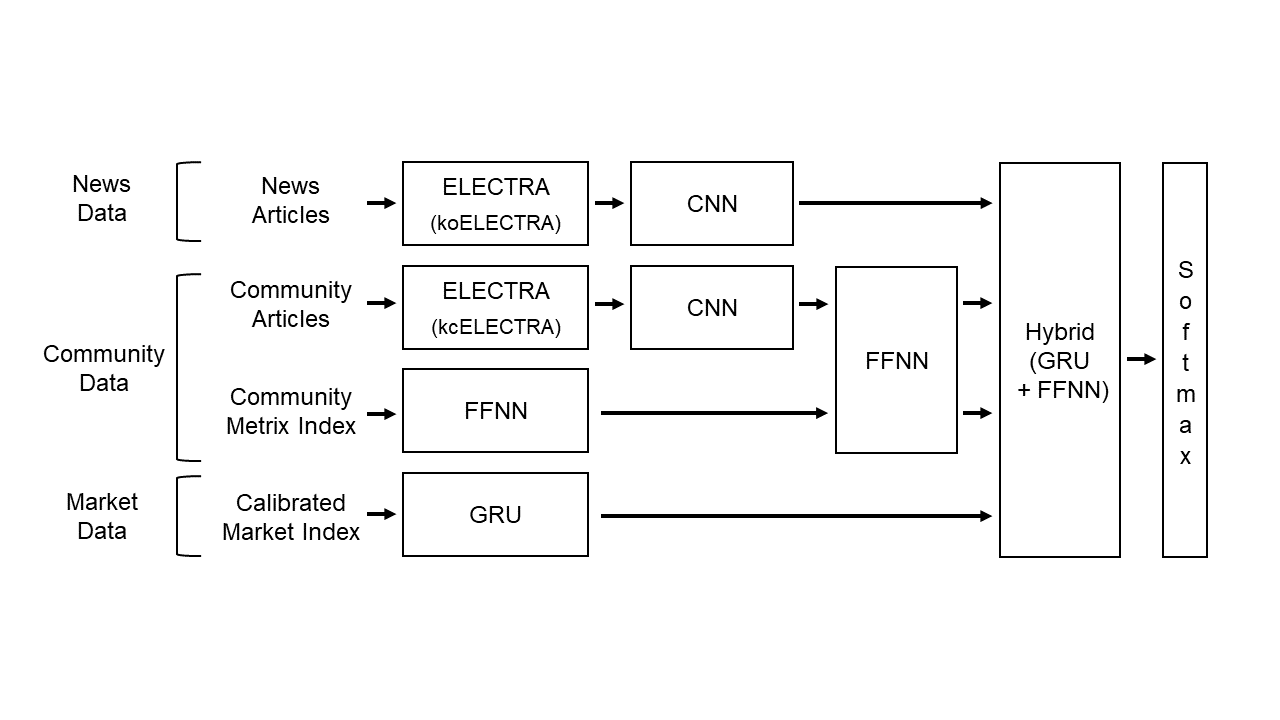 News
Data
News
Articles
ELECTRA
(koELECTRA)
CNN
Community
Data
Community
Articles
ELECTRA
(kcELECTRA)
CNN
Community
Metrix Index
FFNN
FFNN
Market
Data
Calibrated
Market Index
GRU
Hybrid
(GRU
+ FFNN)
Softmax